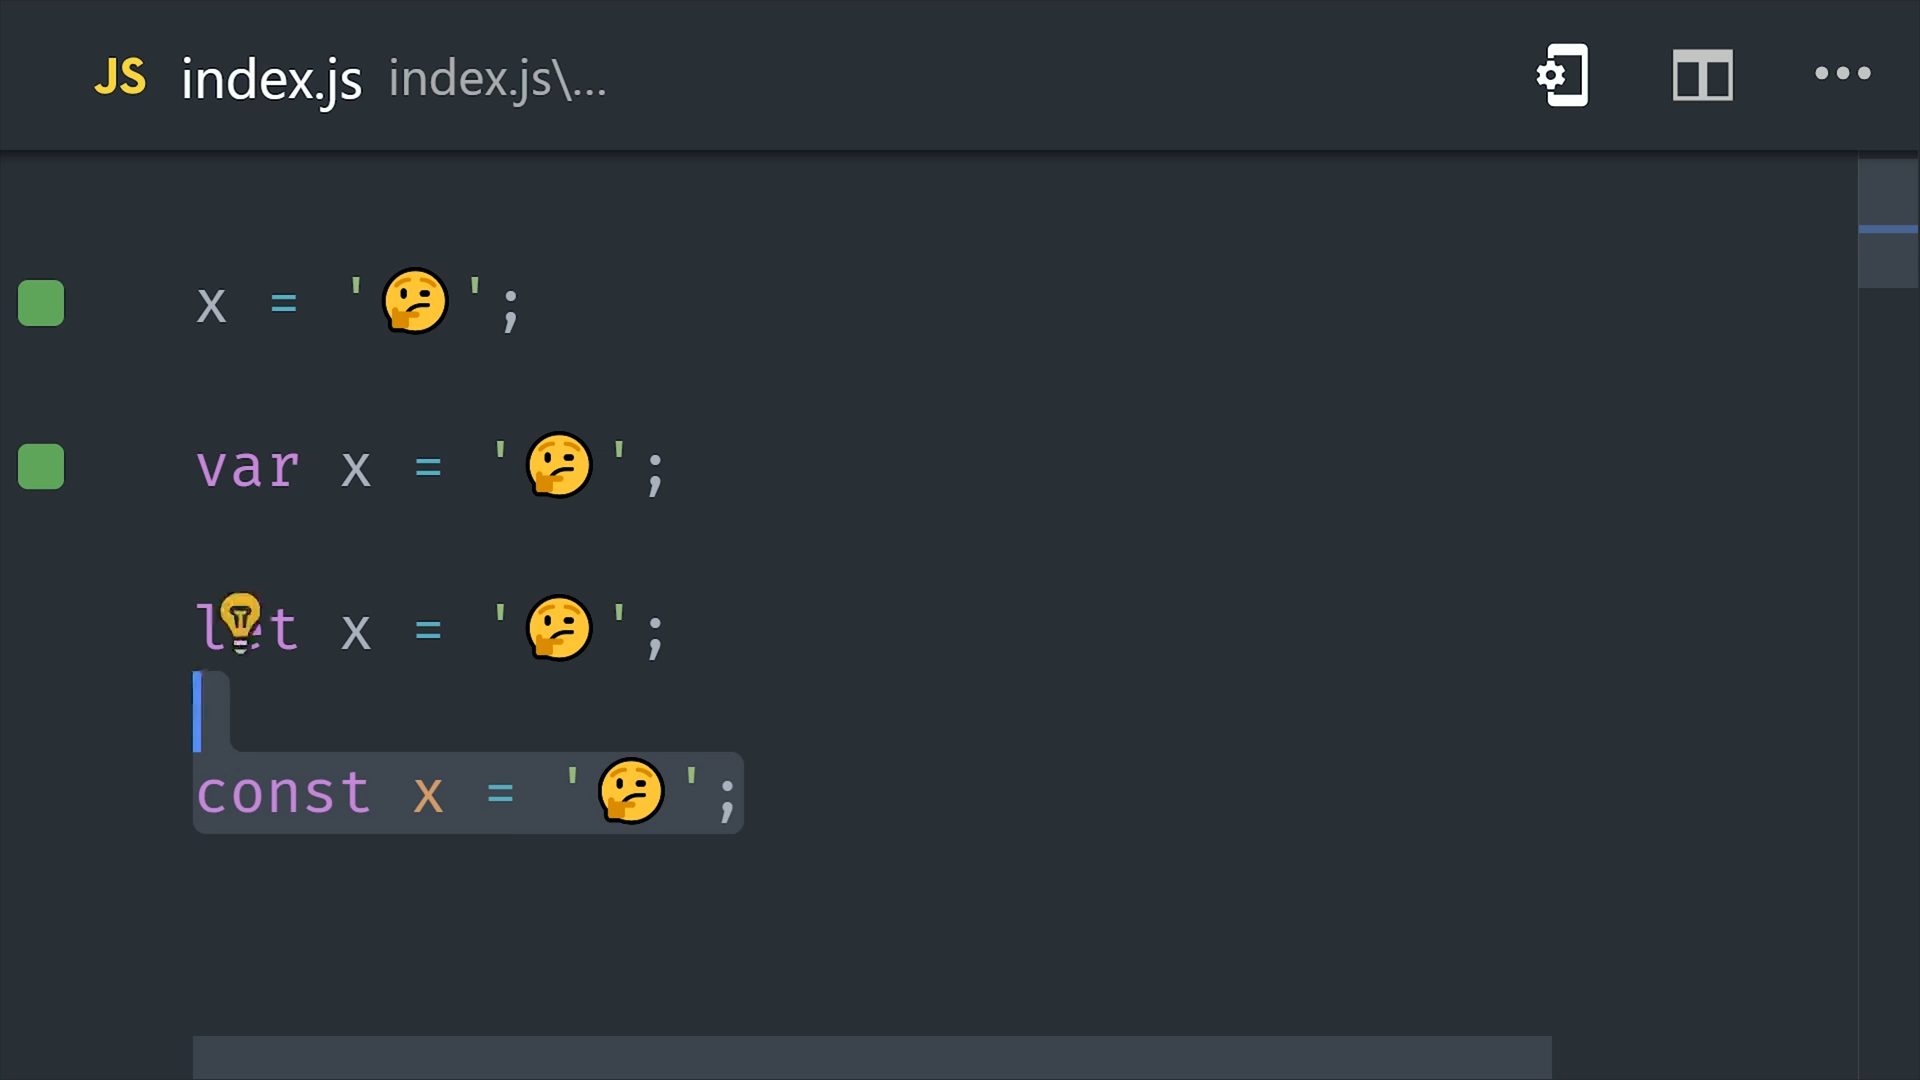 JS index.js index.js\...
x = '🤔';
var x = '🤔';
let x = '🤔';
const x = '🤔';